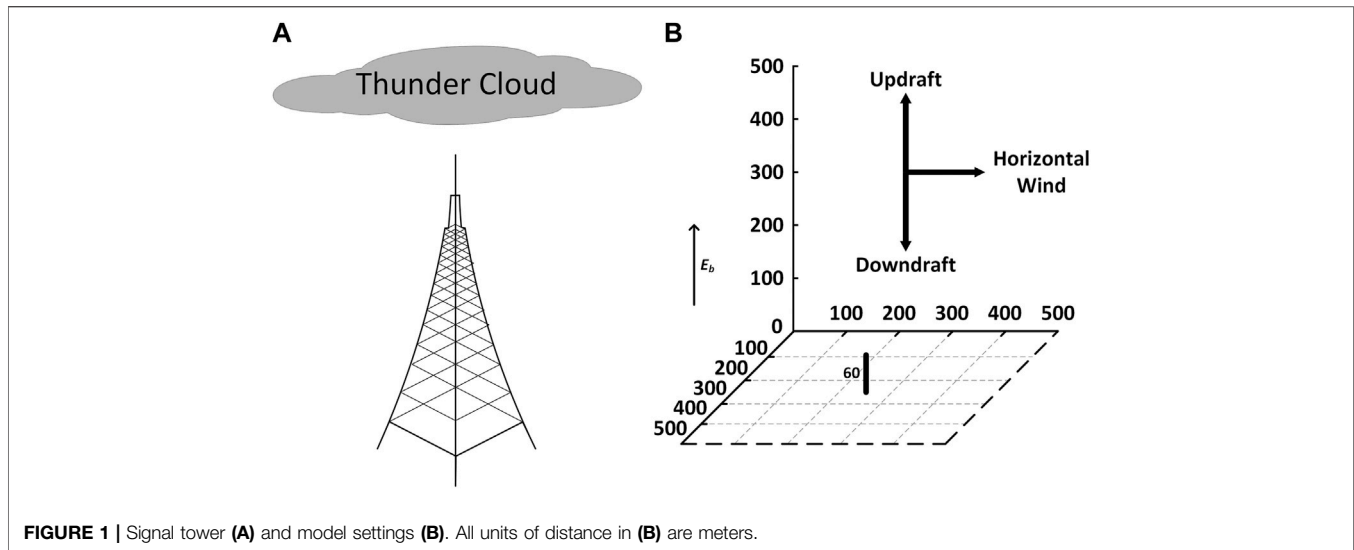 A
Thunder Cloud
B
500
400
300
200
100
0
Updraft
Horizontal
Wind
Downdraft
E_b
100 200 300 400 500
100
200
300
400
500
60
FIGURE 1 | Signal tower (A) and model settings (B). All units of distance in (B) are meters.